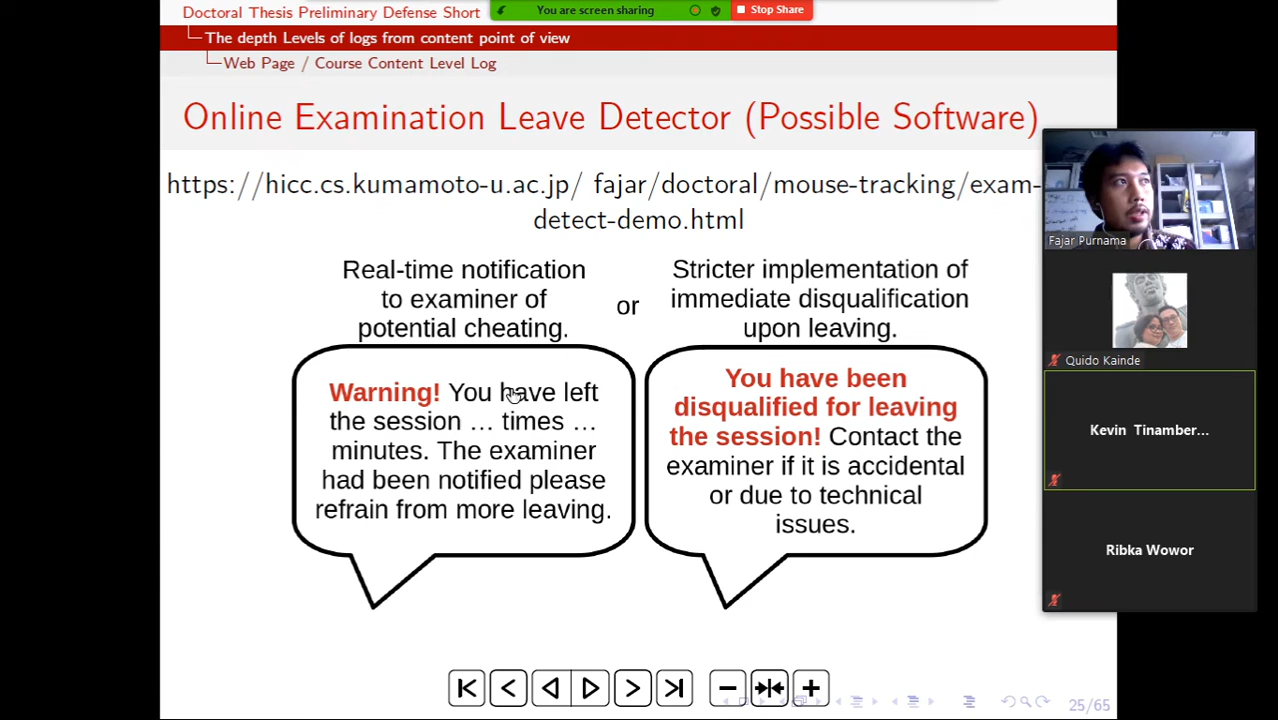 Doctoral Thesis Preliminary Defense Short
You are screen sharing
Stop Share
The depth Levels of logs from content point of view
Web Page / Course Content Level Log
Online Examination Leave Detector (Possible Software)
https://hicc.cs.kumamoto-u.ac.jp/ fajar/doctoral/mouse-tracking/exam-
detect-demo.html
Real-time notification
to examiner of
potential cheating.
or
Stricter implementation of
immediate disqualification
upon leaving.
Warning! You have left
the session ... times ...
minutes. The examiner
had been notified please
refrain from more leaving.
You have been
disqualified for leaving
the session! Contact the
examiner if it is accidental
or due to technical
issues.
Fajar Purnama
Quido Kainde
Kevin Tinamber...
Ribka Wowor
25/65